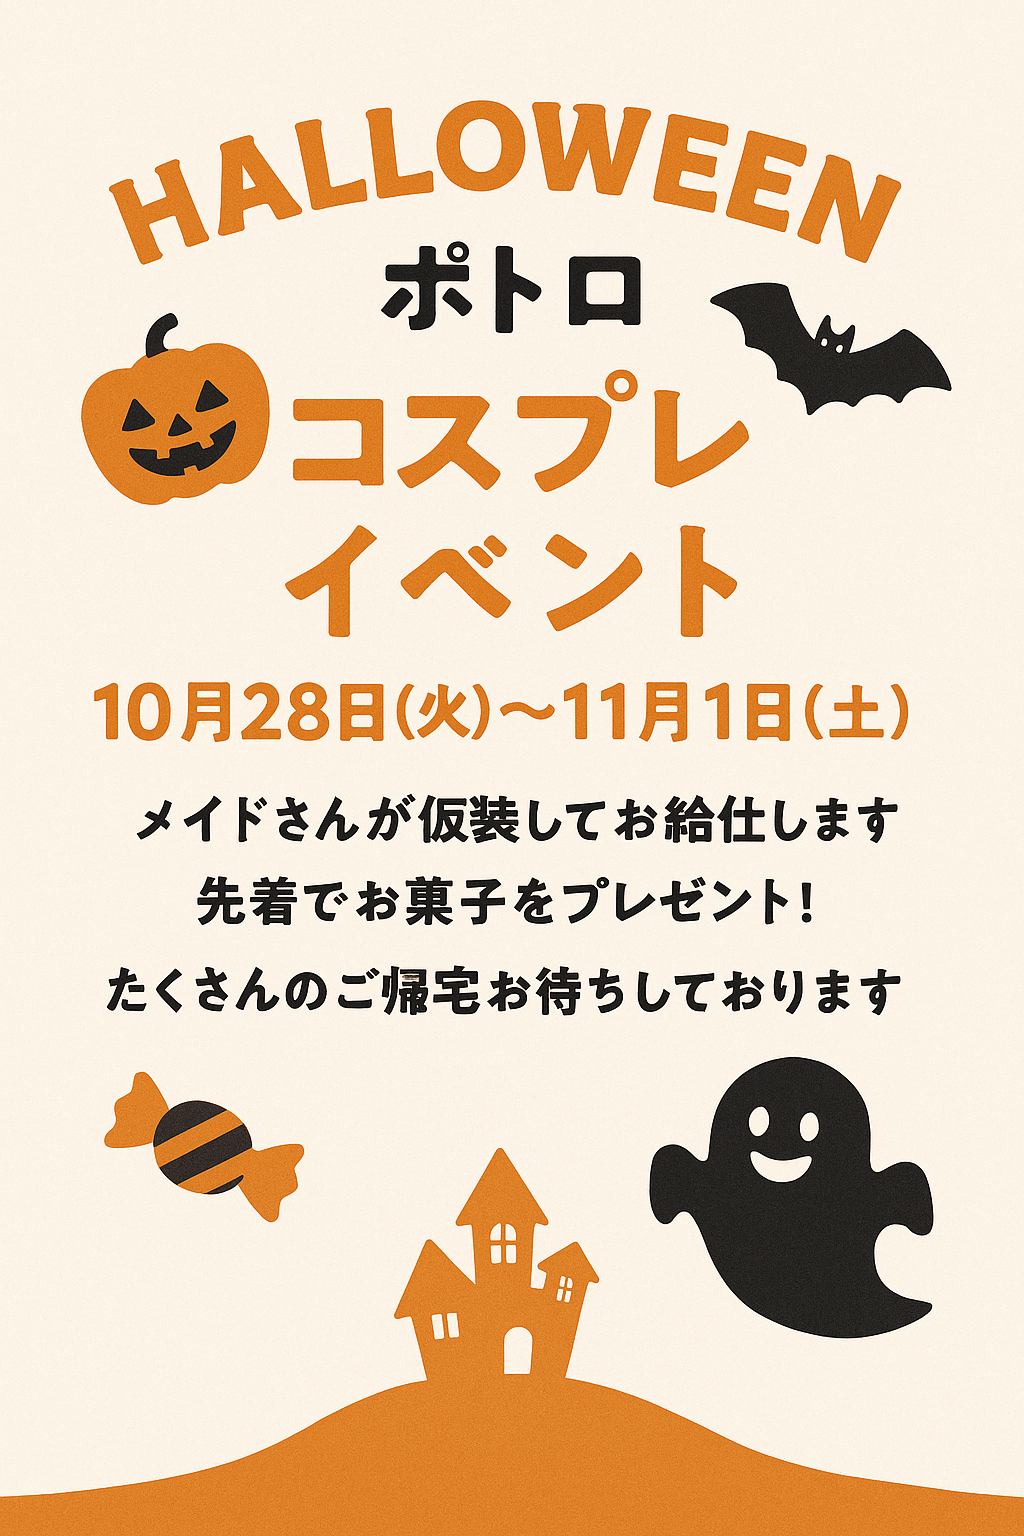 HALLOWEEN
ポトロ
コスプレ
イベント
10月28日(火)〜11月1日(土)
メイドさんが仮装してお給仕します
先着でお菓子をプレゼント!
たくさんのご帰宅お待ちしております